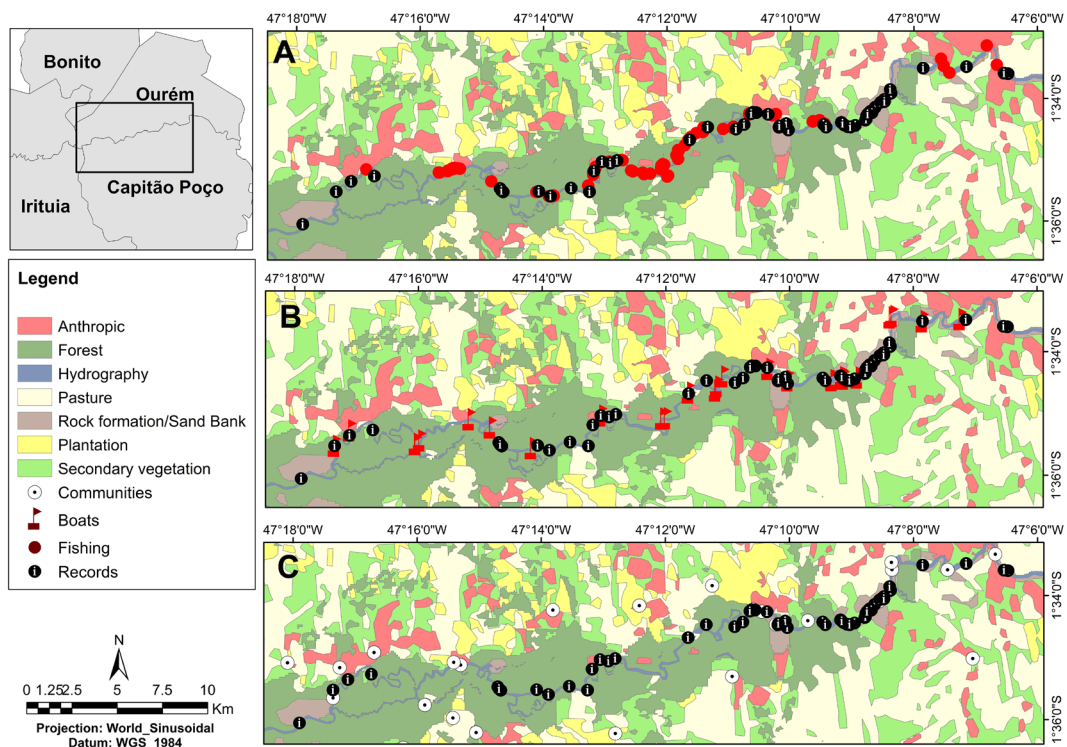 Bonito
Ourém
Capitão Poço
Irituia
Legend
Anthropic
Forest
Hydrography
Pasture
Rock formation/Sand Bank
Plantation
Secondary vegetation
Communities
Boats
Fishing
Records
N
0 1.25 2.5 5 7.5 10
Km
Projection: World_Sinusoidal
Datum: WGS_1984
47°18'0"W 47°16'0"W 47°14'0"W 47°12'0"W 47°10'0"W 47°8'0"W 47°6'0"W
A
1°34'0"S
1°36'0"S
47°18'0"W 47°16'0"W 47°14'0"W 47°12'0"W 47°10'0"W 47°8'0"W 47°6'0"W
B
1°34'0"S
1°36'0"S
47°18'0"W 47°16'0"W 47°14'0"W 47°12'0"W 47°10'0"W 47°8'0"W 47°6'0"W
C
1°34'0"S
1°36'0"S